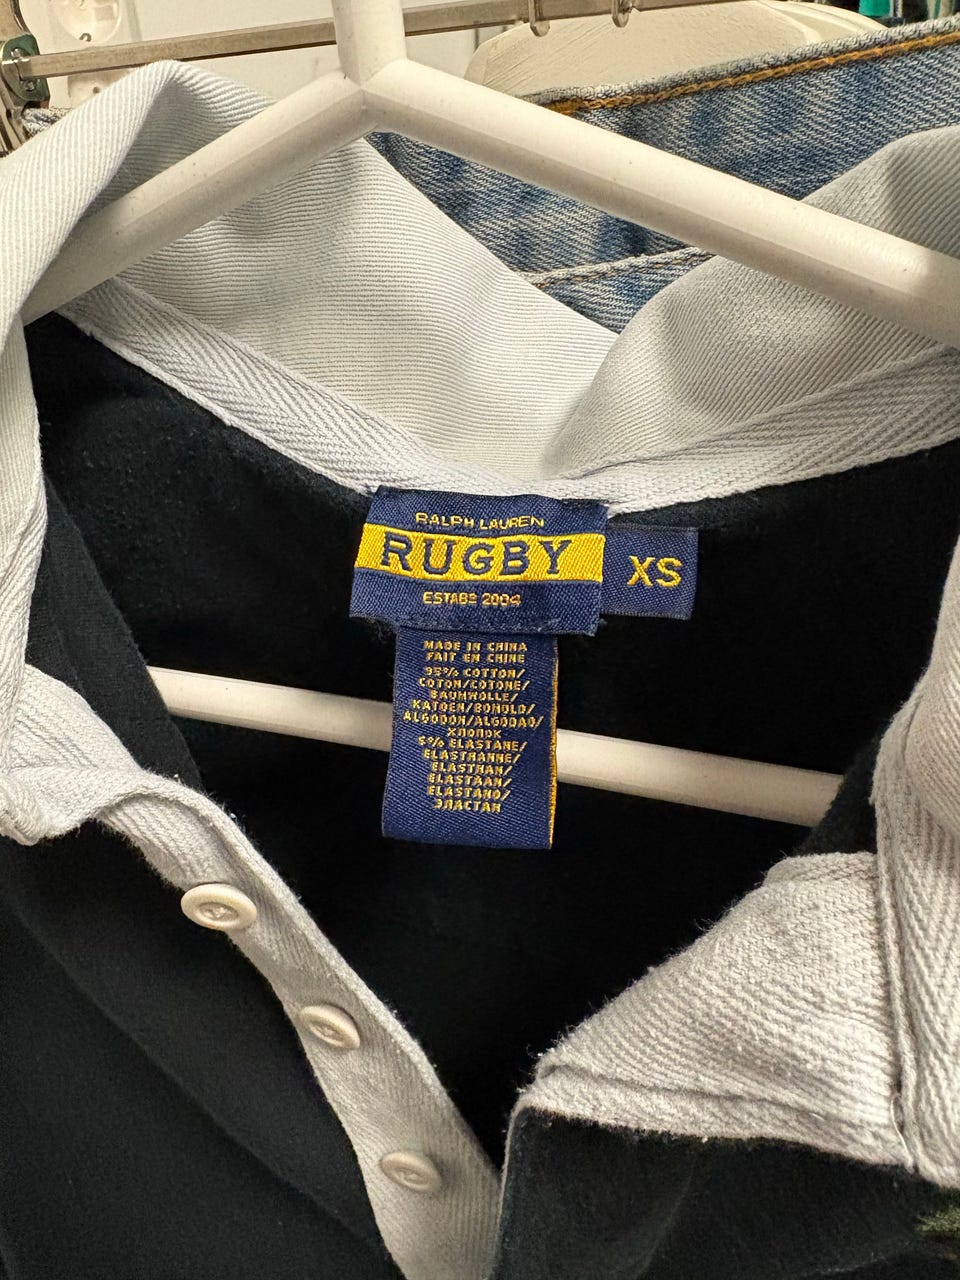 RALPH LAUREN
RUGBY
ESTABD 2004
XS
MADE IN CHINA
FAIT EN CHINE
95% COTTON/
COTON/COTONE/
BAUMWOLLE/
KATOEN/BOMULD/
ALGODON/ALGODAO/
ХЛОПОК
5% ELASTANE/
ELASTHANNE/
ELASTHAN/
ELASTAAN/
ELASTANO/
ЭЛАСТАН